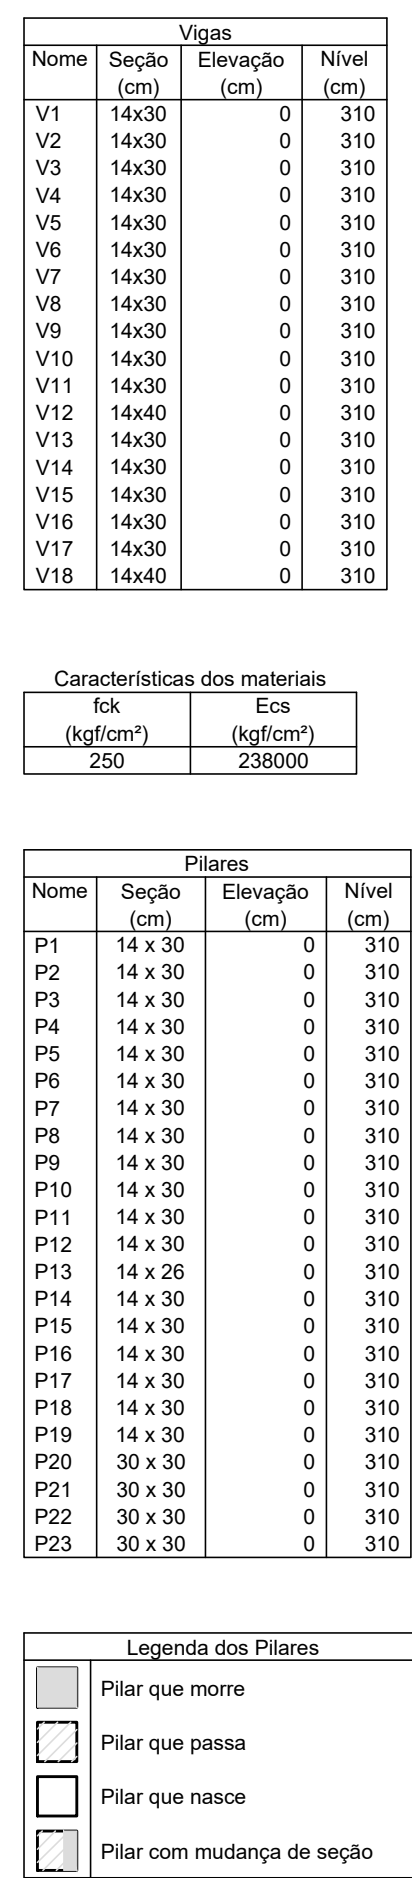 Vigas
Nome Seção Elevação Nível
(cm) (cm) (cm)
V1 14x30 0 310
V2 14x30 0 310
V3 14x30 0 310
V4 14x30 0 310
V5 14x30 0 310
V6 14x30 0 310
V7 14x30 0 310
V8 14x30 0 310
V9 14x30 0 310
V10 14x30 0 310
V11 14x30 0 310
V12 14x40 0 310
V13 14x30 0 310
V14 14x30 0 310
V15 14x30 0 310
V16 14x30 0 310
V17 14x30 0 310
V18 14x40 0 310
Características dos materiais
fck Ecs
(kgf/cm²) (kgf/cm²)
250 238000
Pilares
Nome Seção Elevação Nível
(cm) (cm) (cm)
P1 14 x 30 0 310
P2 14 x 30 0 310
P3 14 x 30 0 310
P4 14 x 30 0 310
P5 14 x 30 0 310
P6 14 x 30 0 310
P7 14 x 30 0 310
P8 14 x 30 0 310
P9 14 x 30 0 310
P10 14 x 30 0 310
P11 14 x 30 0 310
P12 14 x 30 0 310
P13 14 x 26 0 310
P14 14 x 30 0 310
P15 14 x 30 0 310
P16 14 x 30 0 310
P17 14 x 30 0 310
P18 14 x 30 0 310
P19 14 x 30 0 310
P20 30 x 30 0 310
P21 30 x 30 0 310
P22 30 x 30 0 310
P23 30 x 30 0 310
Legenda dos Pilares
Pilar que morre
Pilar que passa
Pilar que nasce
Pilar com mudança de seção